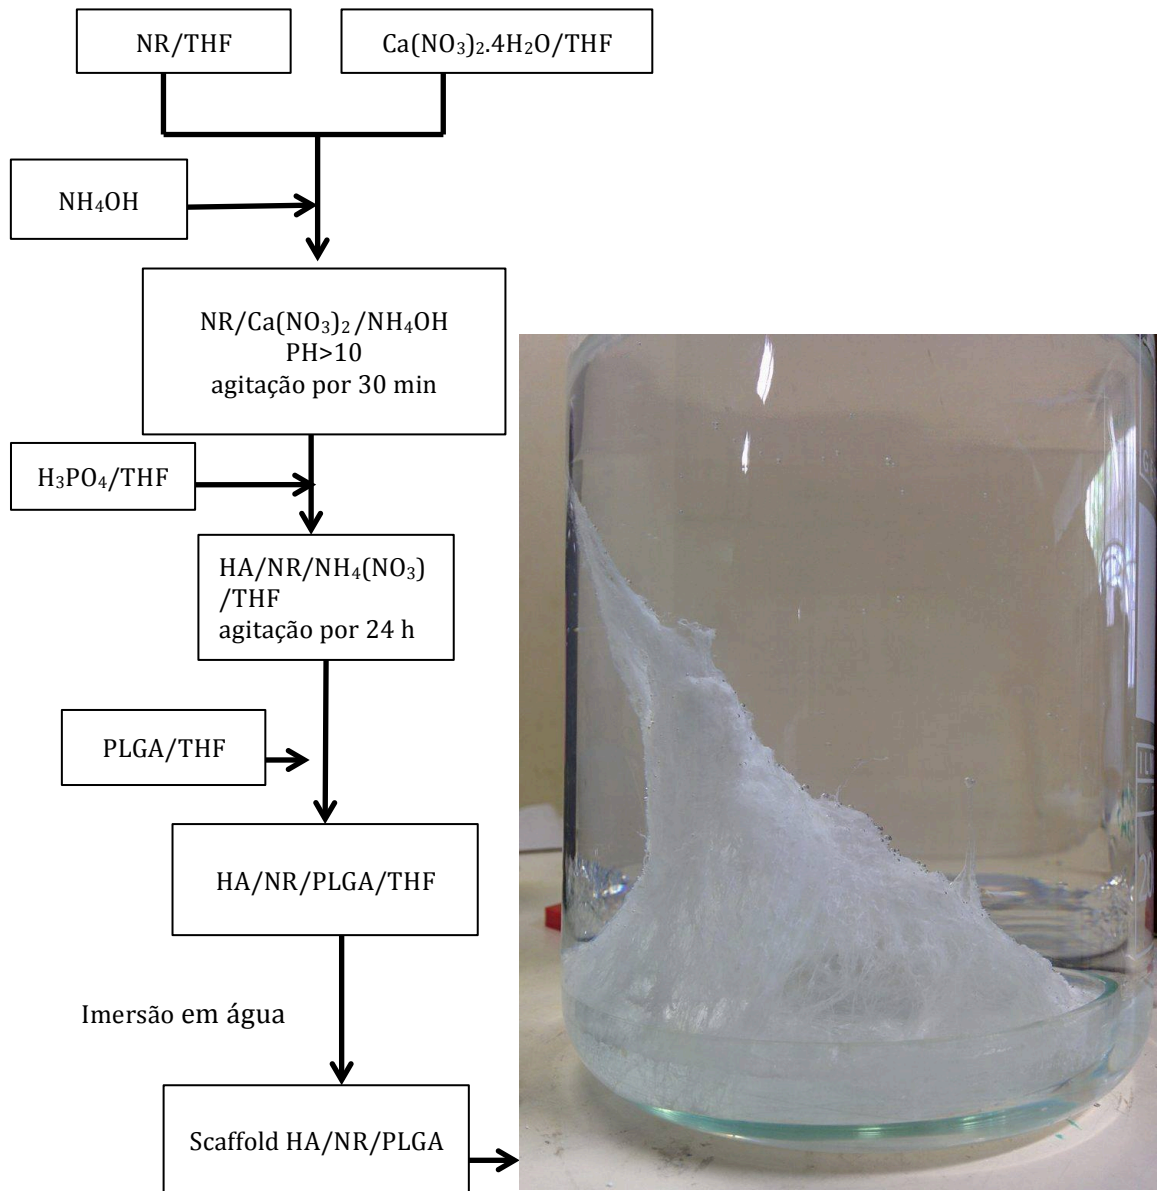 NR/THF
Ca(NO₃)₂.4H₂O/THF
NH₄OH
NR/Ca(NO₃)₂ /NH₄OH
PH>10
agitação por 30 min
H₃PO₄/THF
HA/NR/NH₄(NO₃)
/THF
agitação por 24 h
PLGA/THF
HA/NR/PLGA/THF
Imersão em água
Scaffold HA/NR/PLGA